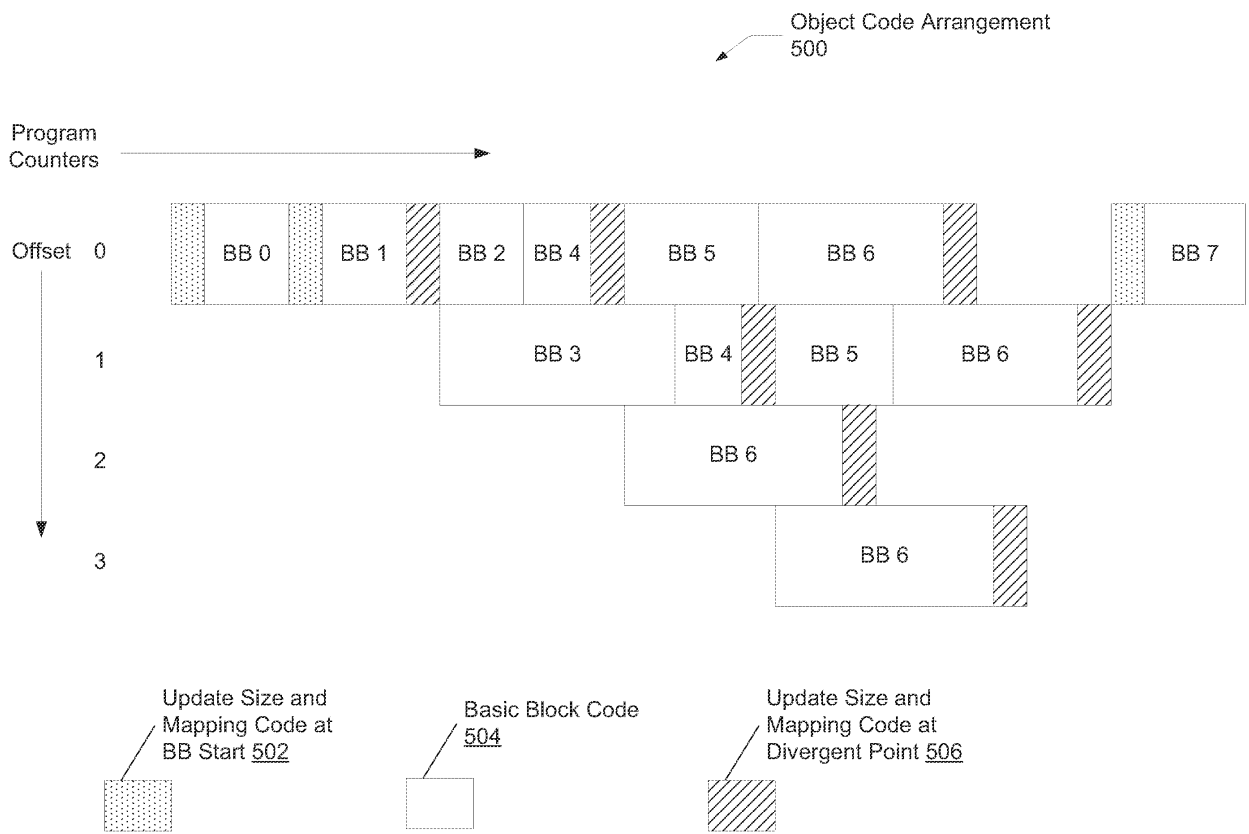 Object Code Arrangement
500
Program
Counters
Offset 0 BB 0 BB 1 BB 2 BB 4 BB 5 BB 6 BB 7
1 BB 3 BB 4 BB 5 BB 6
2 BB 6
3 BB 6
Update Size and
Mapping Code at
BB Start 502
Basic Block Code
504
Update Size and
Mapping Code at
Divergent Point 506